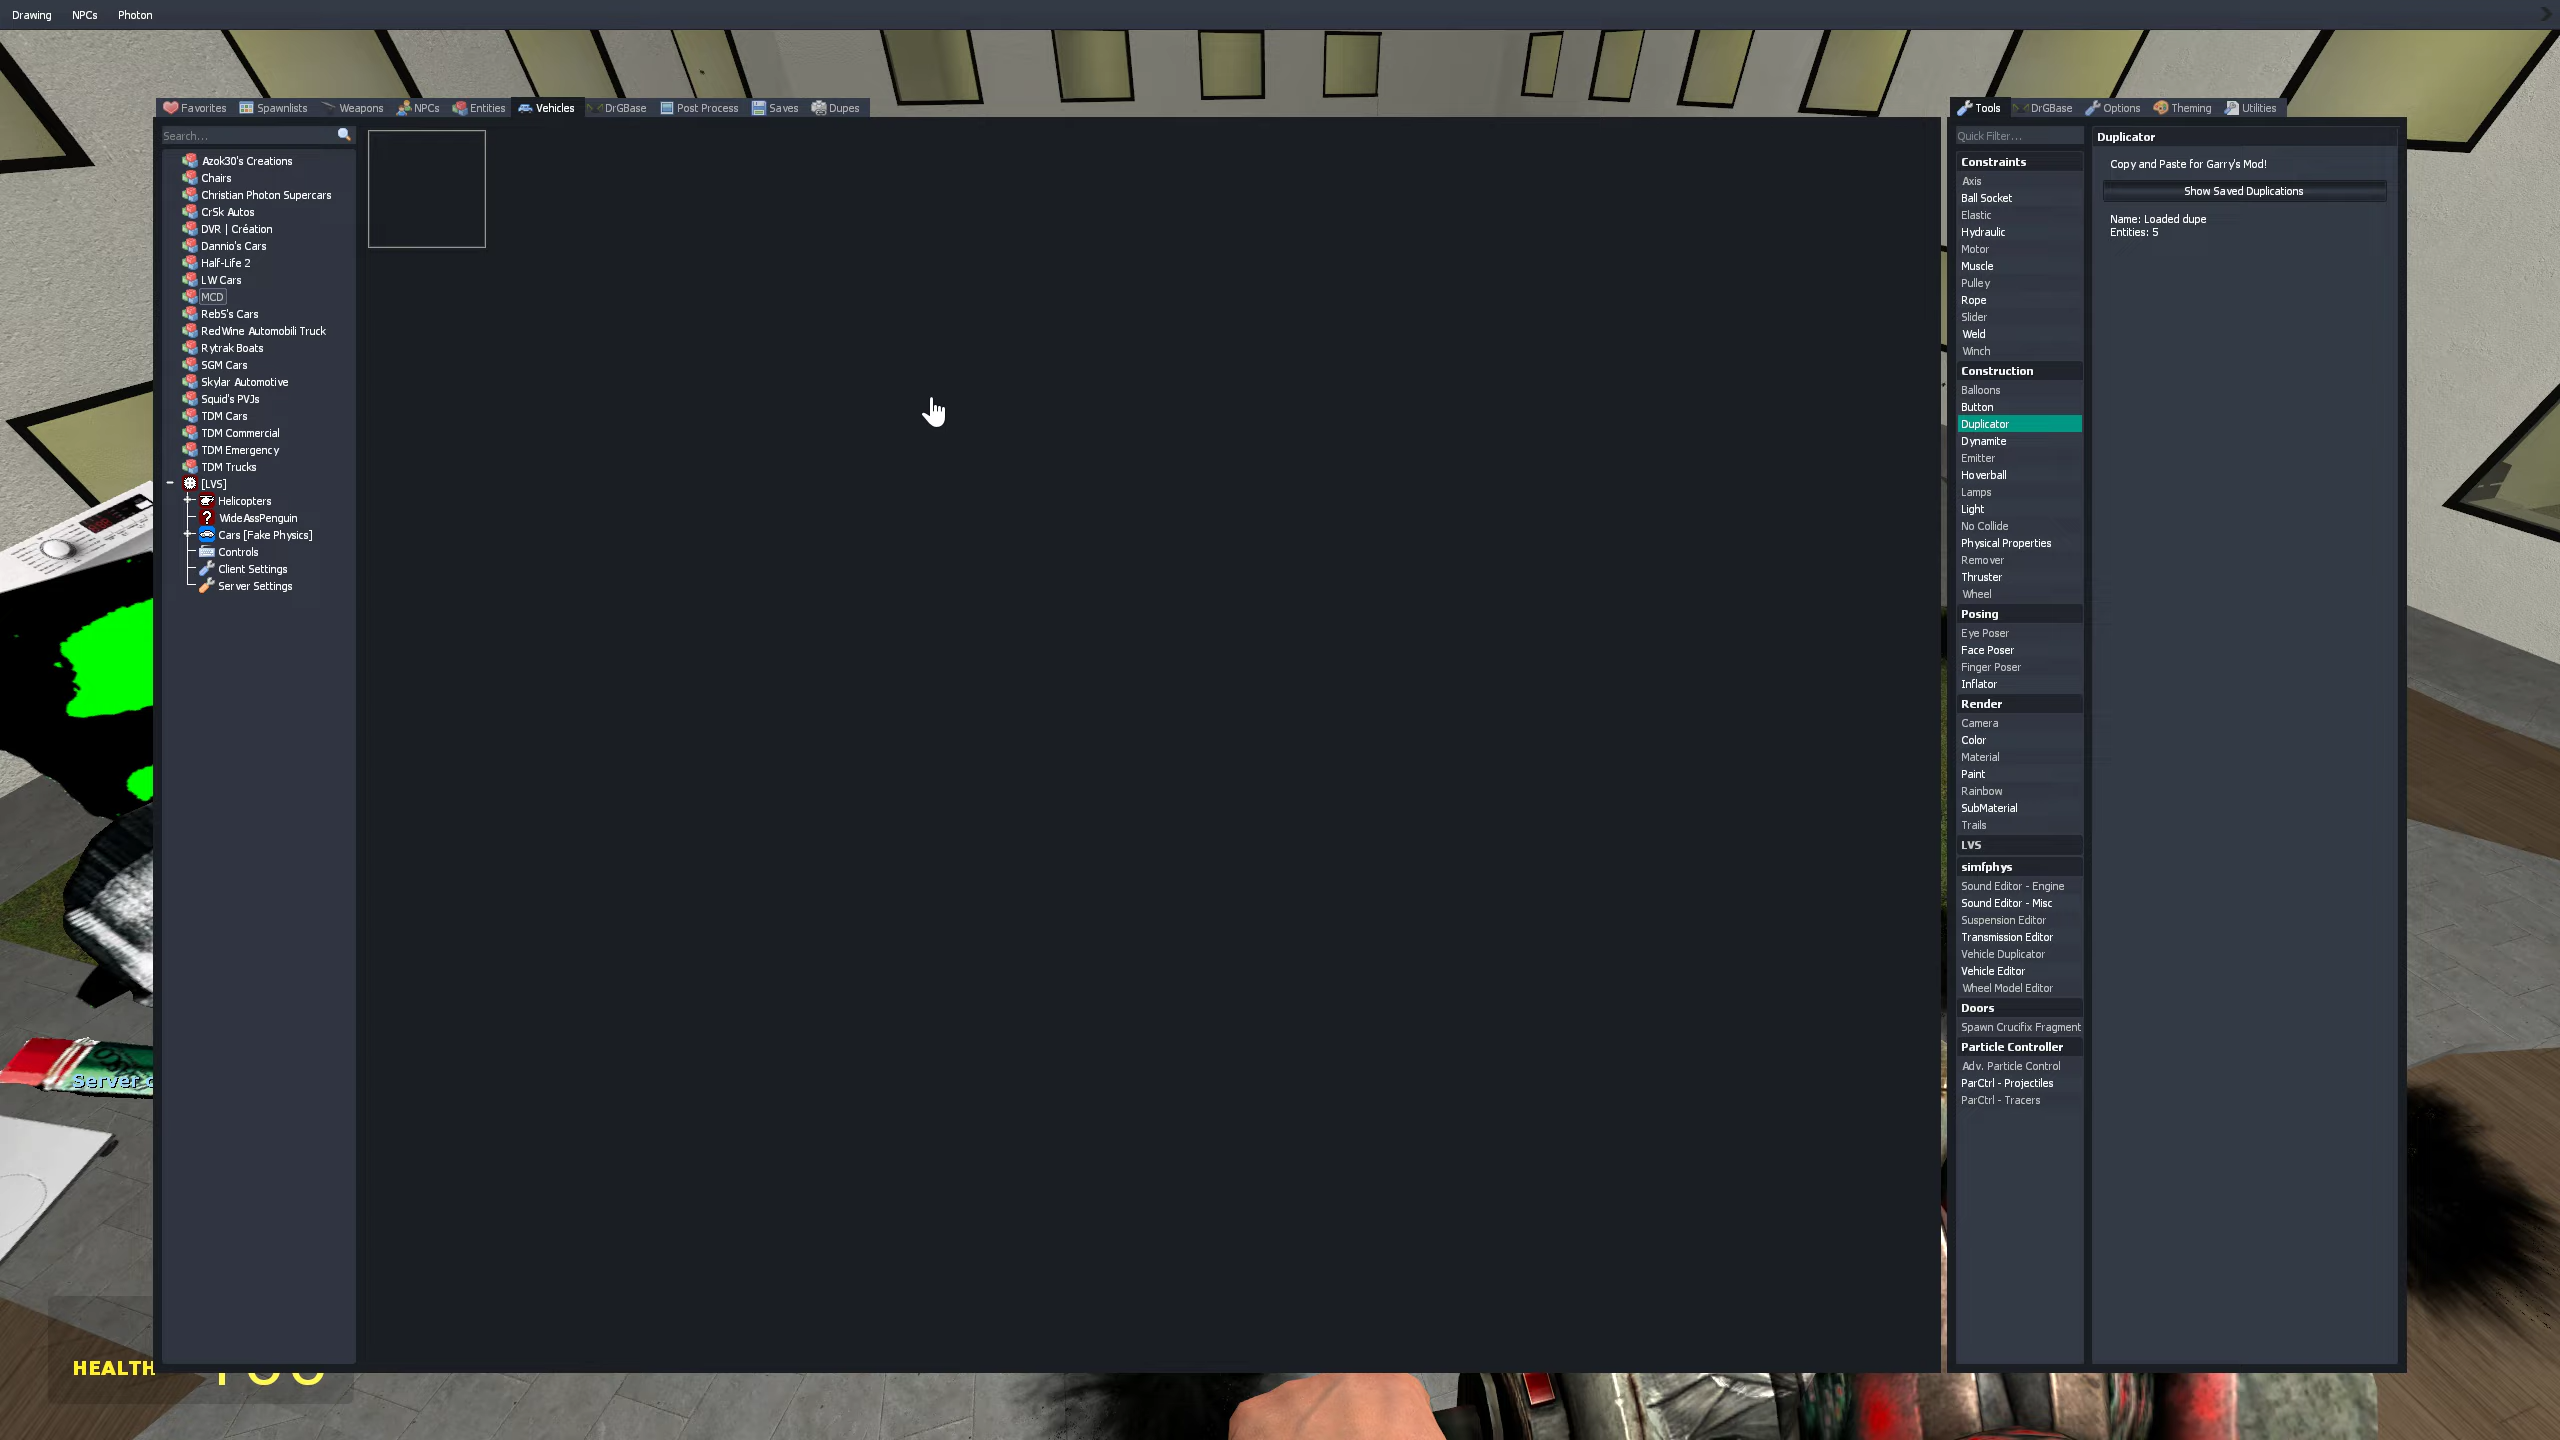 Drawing NPCs Photon
Favorites Spawnlists Weapons NPCs Entities Vehicles DrGBase Post Process Saves Dupes
Search...
Azok30's Creations
Chairs
Christian Photon Supercars
CrSk Autos
DVR | Création
Dannio's Cars
Half-Life 2
LW Cars
MCD
RebS's Cars
RedWine Automobili Truck
Rytrak Boats
SGM Cars
Skylar Automotive
Squid's PVJs
TDM Cars
TDM Commercial
TDM Emergency
TDM Trucks
[LVS]
Helicopters
WideAssPenguin
Cars [Fake Physics]
Controls
Client Settings
Server Settings
Server
HEALTH
Tools DrGBase Options Theming Utilities
Quick Filter...
Constraints
Axis
Ball Socket
Elastic
Hydraulic
Motor
Muscle
Pulley
Rope
Slider
Weld
Winch
Construction
Balloons
Button
Duplicator
Dynamite
Emitter
Hoverball
Lamps
Light
No Collide
Physical Properties
Remover
Thruster
Wheel
Posing
Eye Poser
Face Poser
Finger Poser
Inflator
Render
Camera
Color
Material
Paint
Rainbow
SubMaterial
Trails
LVS
simfphys
Sound Editor - Engine
Sound Editor - Misc
Suspension Editor
Transmission Editor
Vehicle Duplicator
Vehicle Editor
Wheel Model Editor
Doors
Spawn Crucifix Fragment
Particle Controller
Adv. Particle Control
ParCtrl - Projectiles
ParCtrl - Tracers
Duplicator
Copy and Paste for Garry's Mod!
Show Saved Duplications
Name: Loaded dupe
Entities: 5